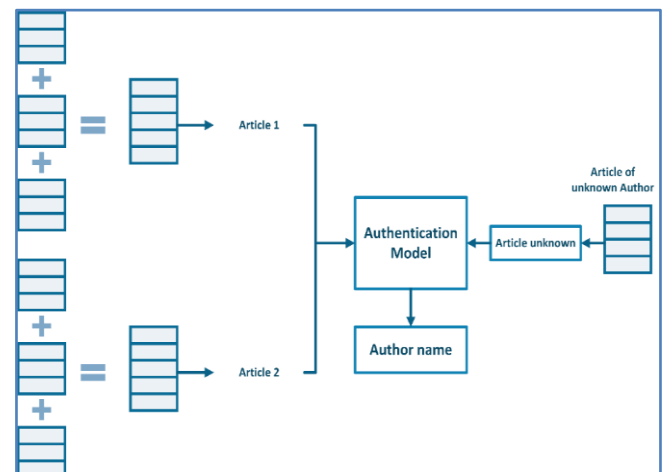 Article 1
Article of
unknown Author
Authentication
Model
Article unknown
Author name
Article 2